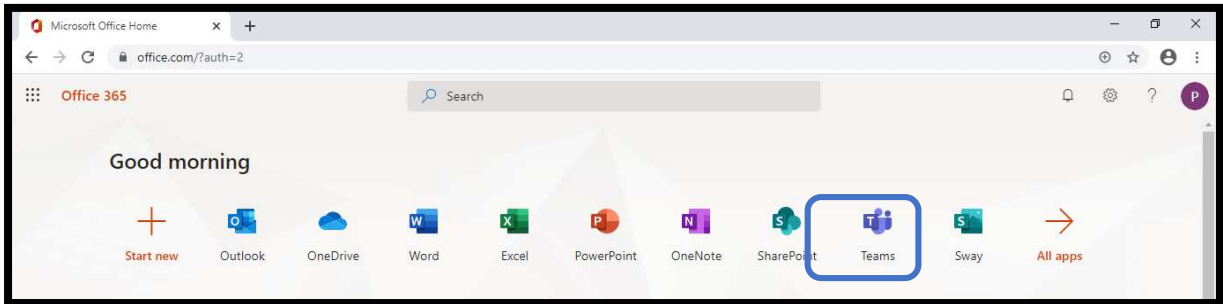 Microsoft Office Home
office.com/?auth=2
Office 365 Search ? P
Good morning
Start new Outlook OneDrive Word Excel PowerPoint OneNote SharePoint Teams Sway All apps